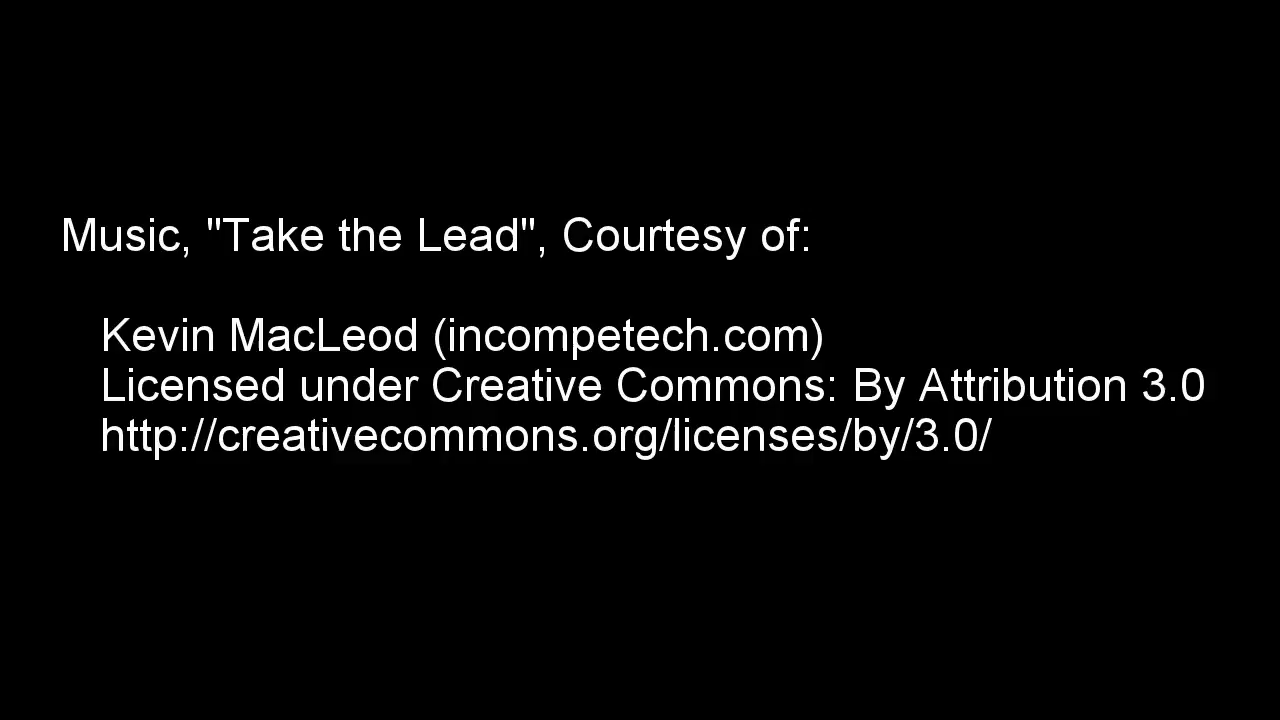 Music, "Take the Lead", Courtesy of:
Kevin MacLeod (incompetech.com)
Licensed under Creative Commons: By Attribution 3.0
http://creativecommons.org/licenses/by/3.0/